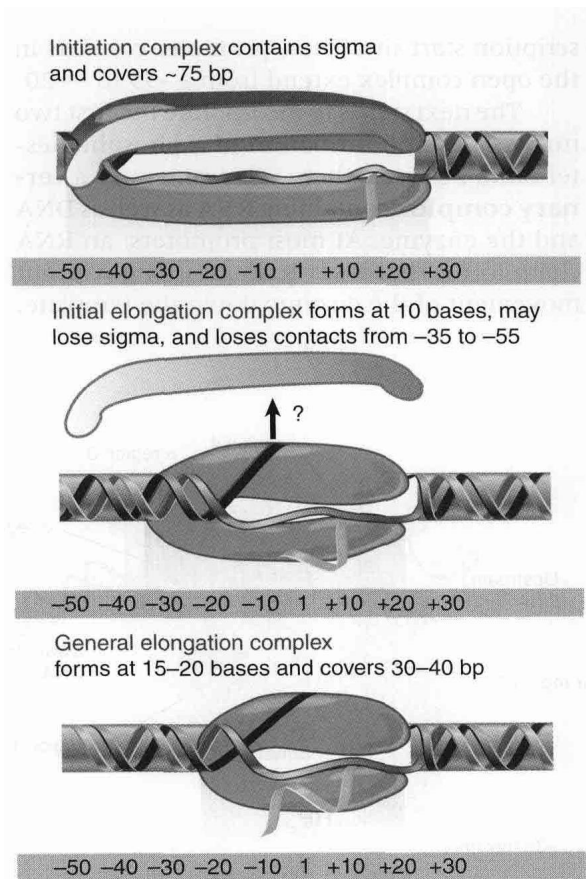 Initiation complex contains sigma
and covers ~75 bp
–50 –40 –30 –20 –10 1 +10 +20 +30
Initial elongation complex forms at 10 bases, may
lose sigma, and loses contacts from –35 to –55
?
–50 –40 –30 –20 –10 1 +10 +20 +30
General elongation complex
forms at 15–20 bases and covers 30–40 bp
–50 –40 –30 –20 –10 1 +10 +20 +30